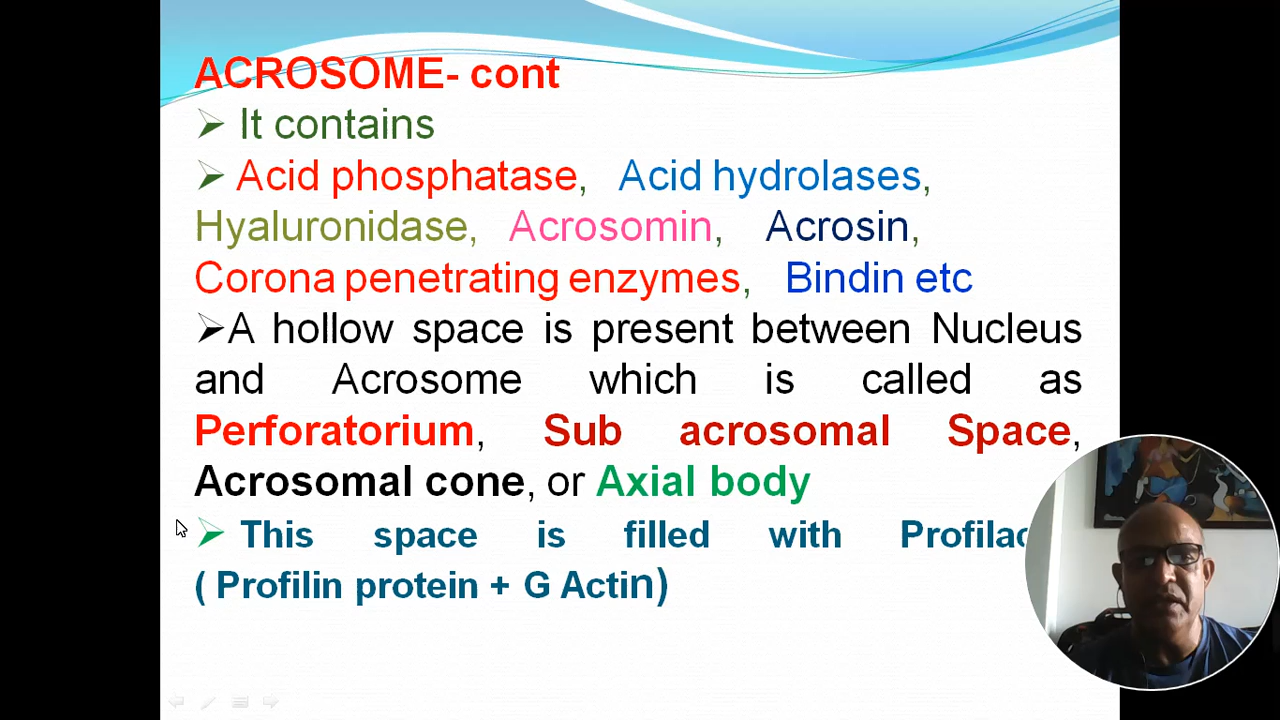 ACROSOME- cont
It contains
Acid phosphatase, Acid hydrolases,
Hyaluronidase, Acrosomin, Acrosin,
Corona penetrating enzymes, Bindin etc
A hollow space is present between Nucleus
and Acrosome which is called as
Perforatorium, Sub acrosomal Space,
Acrosomal cone, or Axial body
This space is filled with
( Profilin protein + G Actin)